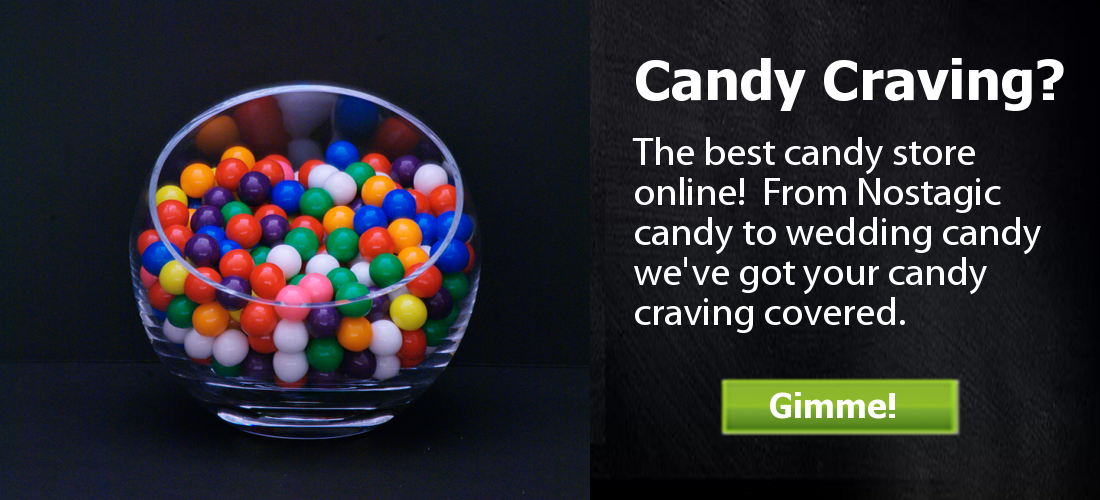 Candy Craving?
The best candy store
online!  From Nostagic
candy to wedding candy
we've got your candy
craving covered.
Gimme!